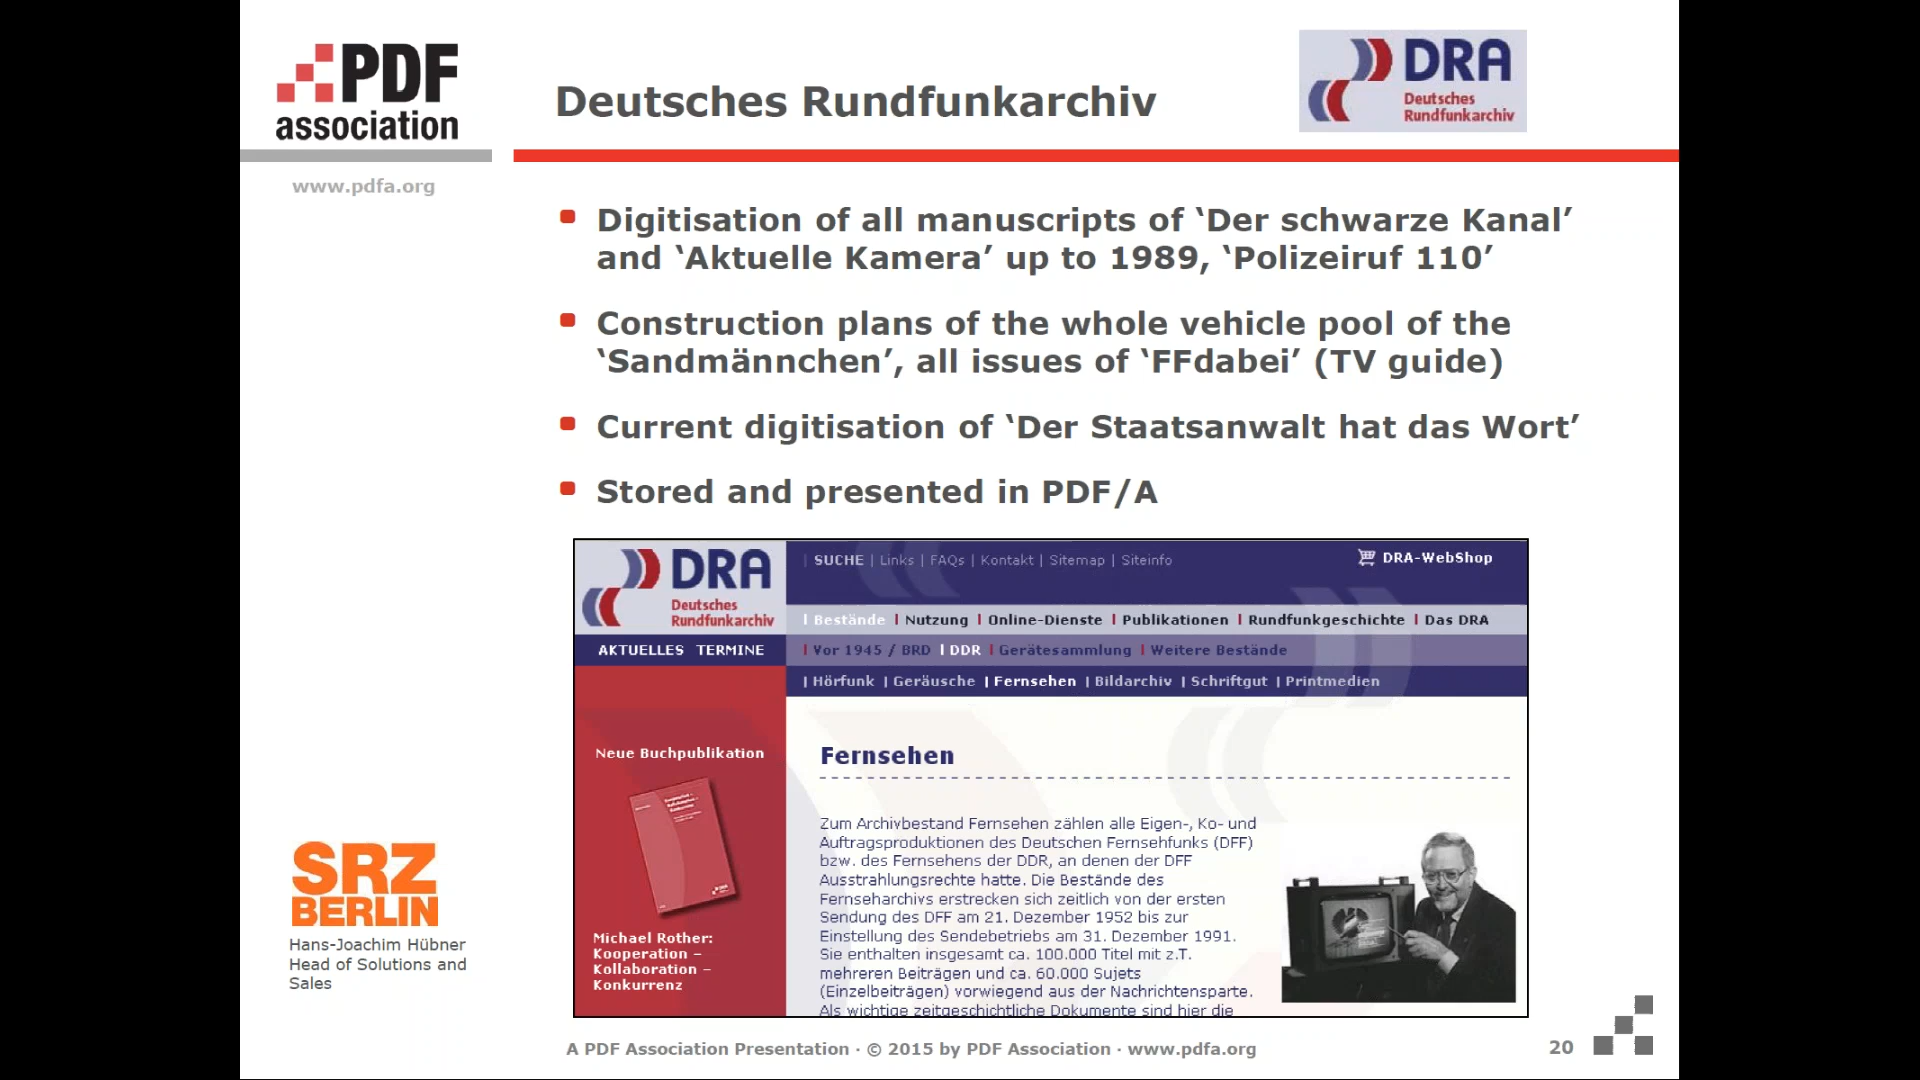 PDF
association
www.pdfa.org
Deutsches Rundfunkarchiv
DRA
Deutsches
Rundfunkarchiv
Digitisation of all manuscripts of ‘Der schwarze Kanal’
and ‘Aktuelle Kamera’ up to 1989, ‘Polizeiruf 110’
Construction plans of the whole vehicle pool of the
‘Sandmännchen’, all issues of ‘FFdabei’ (TV guide)
Current digitisation of ‘Der Staatsanwalt hat das Wort’
Stored and presented in PDF/A
DRA
Deutsches
Rundfunkarchiv
| SUCHE | Links | FAQs | Kontakt | Sitemap | Siteinfo
DRA-WebShop
| Bestände | Nutzung | Online-Dienste | Publikationen | Rundfunkgeschichte | Das DRA
AKTUELLES TERMINE
| Vor 1945 / BRD | DDR | Gerätesammlung | Weitere Bestände
| Hörfunk | Geräusche | Fernsehen | Bildarchiv | Schriftgut | Printmedien
Neue Buchpublikation
Michael Rother:
Kooperation –
Kollaboration –
Konkurrenz
Fernsehen
Zum Archivbestand Fernsehen zählen alle Eigen-, Ko- und
Auftragsproduktionen des Deutschen Fernsehfunks (DFF)
bzw. des Fernsehens der DDR, an denen der DFF
Ausstrahlungsrechte hatte. Die Bestände des
Fernseharchivs erstrecken sich zeitlich von der ersten
Sendung des DFF am 21. Dezember 1952 bis zur
Einstellung des Sendebetriebs am 31. Dezember 1991.
Sie enthalten insgesamt ca. 100.000 Titel mit z.T.
mehreren Beiträgen und ca. 60.000 Sujets
(Einzelbeiträgen) vorwiegend aus der Nachrichtensparte.
Als wichtige zeitgeschichtliche Dokumente sind hier die
SRZ
BERLIN
Hans-Joachim Hübner
Head of Solutions and
Sales
A PDF Association Presentation · © 2015 by PDF Association · www.pdfa.org
20